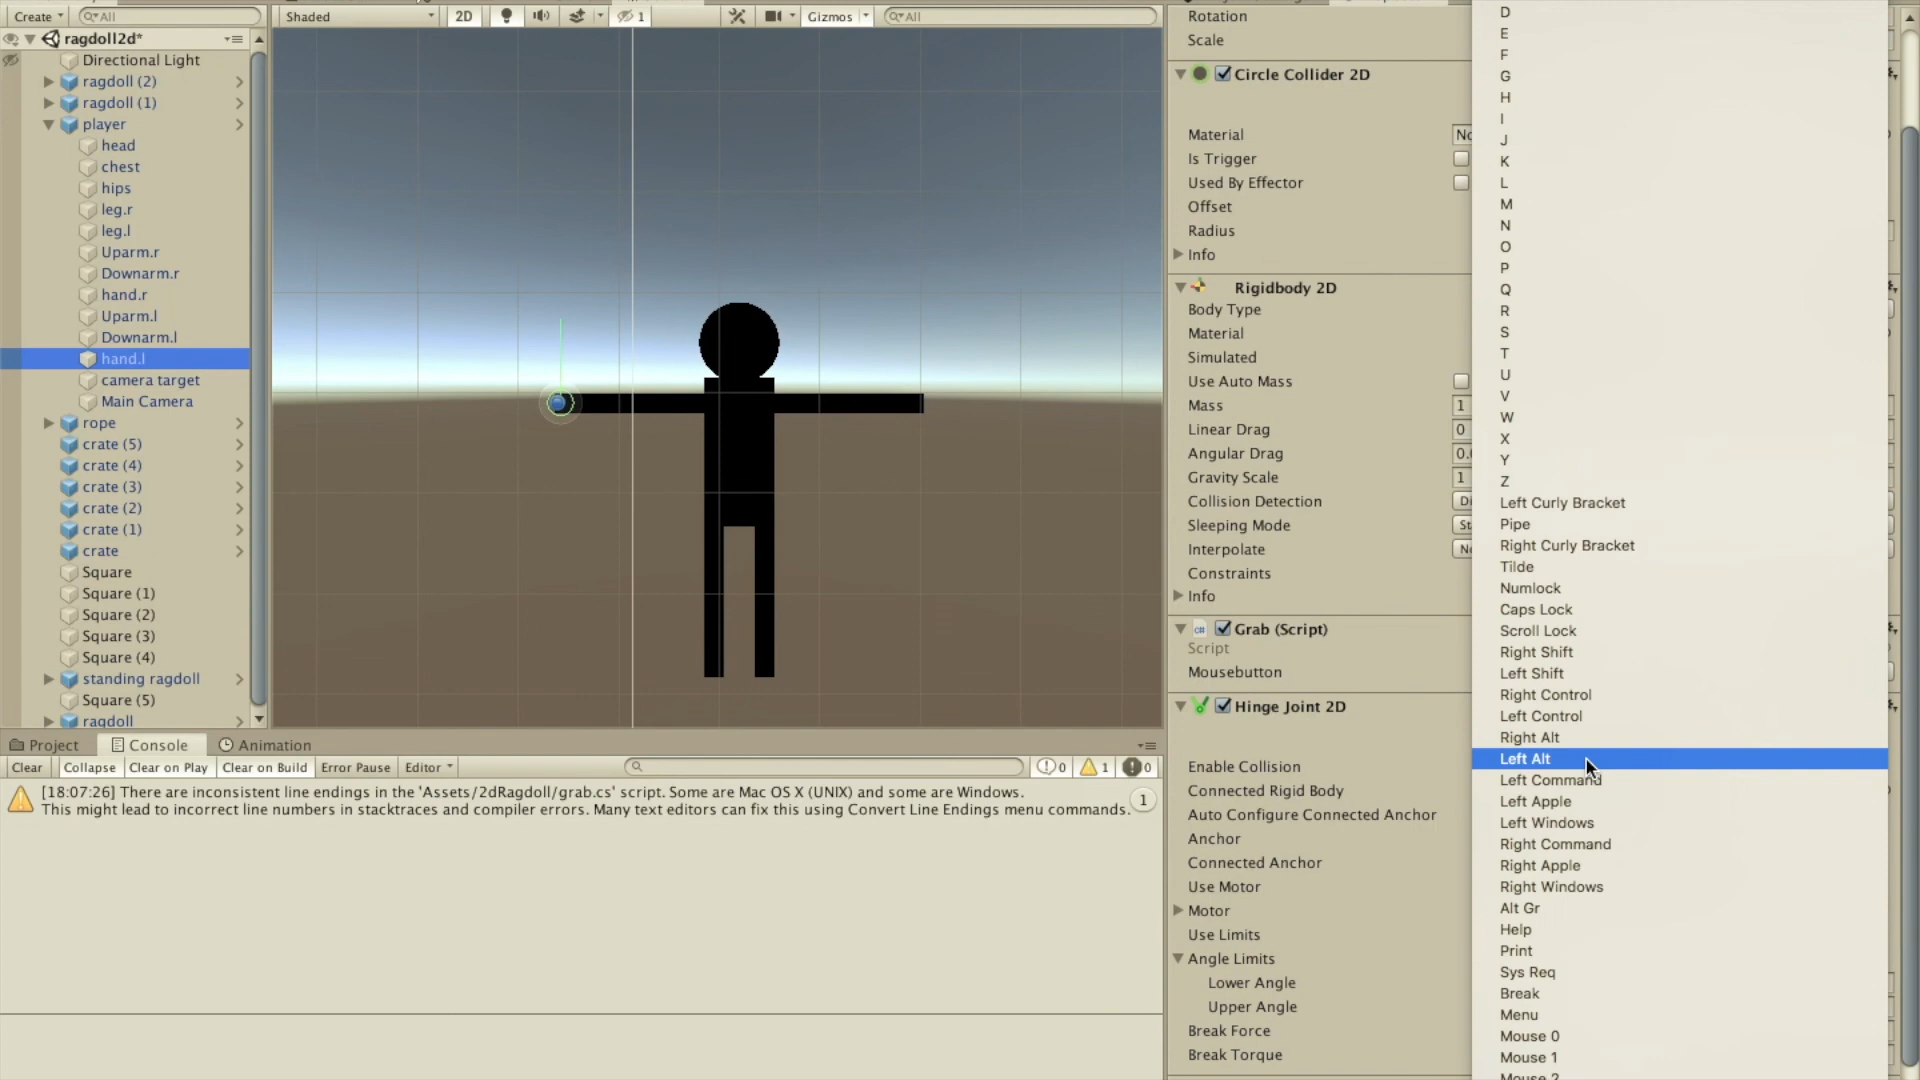 Create
All
Shaded
2D
1
Gizmos
All
ragdoll2d*
Directional Light
ragdoll (2)
ragdoll (1)
player
head
chest
hips
leg.r
leg.l
Uparm.r
Downarm.r
hand.r
Uparm.l
Downarm.l
hand.l
camera target
Main Camera
rope
crate (5)
crate (4)
crate (3)
crate (2)
crate (1)
crate
Square
Square (1)
Square (2)
Square (3)
Square (4)
standing ragdoll
Square (5)
ragdoll
Project
Console
Animation
Clear
Collapse
Clear on Play
Clear on Build
Error Pause
Editor
0
1
0
[18:07:26] There are inconsistent line endings in the 'Assets/2dRagdoll/grab.cs' script. Some are Mac OS X (UNIX) and some are Windows.
This might lead to incorrect line numbers in stacktraces and compiler errors. Many text editors can fix this using Convert Line Endings menu commands.
1
Rotation
Scale
Circle Collider 2D
Material
Is Trigger
Used By Effector
Offset
Radius
Info
Rigidbody 2D
Body Type
Material
Simulated
Use Auto Mass
Mass 1
Linear Drag 0
Angular Drag 0.
Gravity Scale 1
Collision Detection
Sleeping Mode
Interpolate
Constraints
Info
Grab (Script)
Script
Mousebutton
Hinge Joint 2D
Enable Collision
Connected Rigid Body
Auto Configure Connected Anchor
Anchor
Connected Anchor
Use Motor
Motor
Use Limits
Angle Limits
Lower Angle
Upper Angle
Break Force
Break Torque
D
E
F
G
H
I
J
K
L
M
N
O
P
Q
R
S
T
U
V
W
X
Y
Z
Left Curly Bracket
Pipe
Right Curly Bracket
Tilde
Numlock
Caps Lock
Scroll Lock
Right Shift
Left Shift
Right Control
Left Control
Right Alt
Left Alt
Left Command
Left Apple
Left Windows
Right Command
Right Apple
Right Windows
Alt Gr
Help
Print
Sys Req
Break
Menu
Mouse 0
Mouse 1
Mouse 2